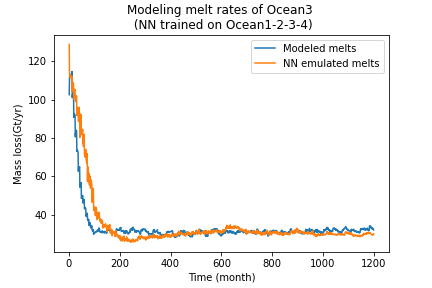 Modeling melt rates of Ocean3
(NN trained on Ocean1-2-3-4)
Modeled melts
NN emulated melts
Mass loss(Gt/yr)
120
100
80
60
40
0 200 400 600 800 1000 1200
Time (month)